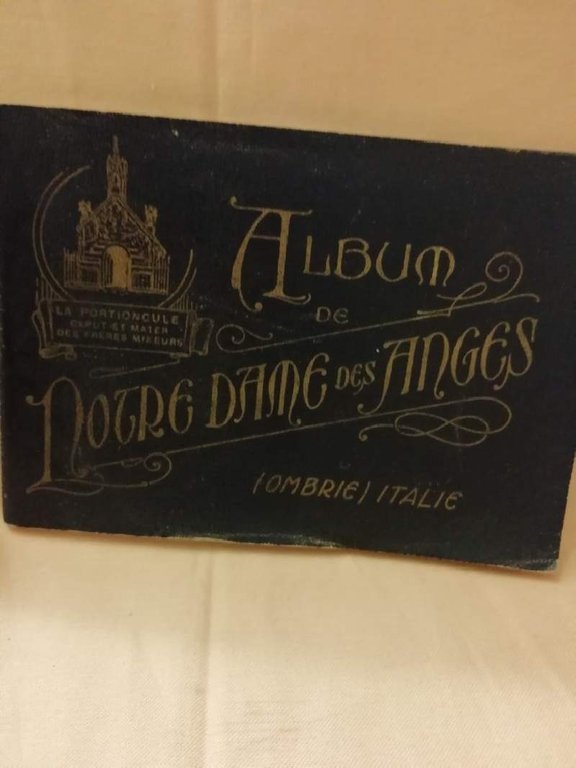 LA PORTIONCULE
CAPUT ET MATER
DES FRÈRES MINEURS
ALBUM
DE
NOTRE DAME DES ANGES
(OMBRIE) ITALIE